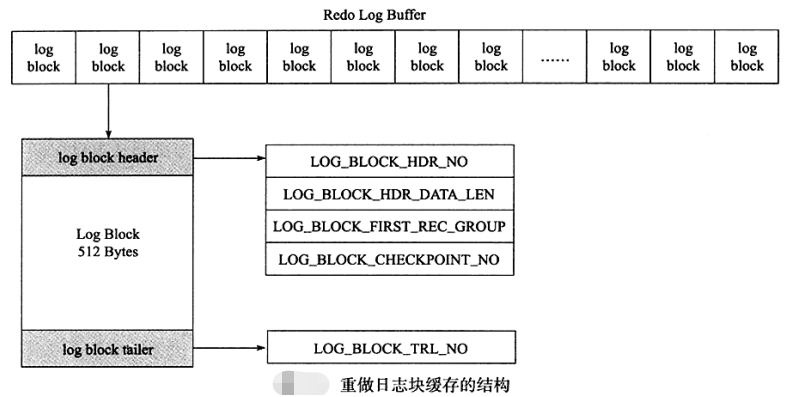 Redo Log Buffer
log block log block log block log block log block log block log block log block ...... log block log block log block
log block header
LOG_BLOCK_HDR_NO
LOG_BLOCK_HDR_DATA_LEN
LOG_BLOCK_FIRST_REC_GROUP
LOG_BLOCK_CHECKPOINT_NO
Log Block
512 Bytes
log block tailer
LOG_BLOCK_TRL_NO
重做日志块缓存的结构